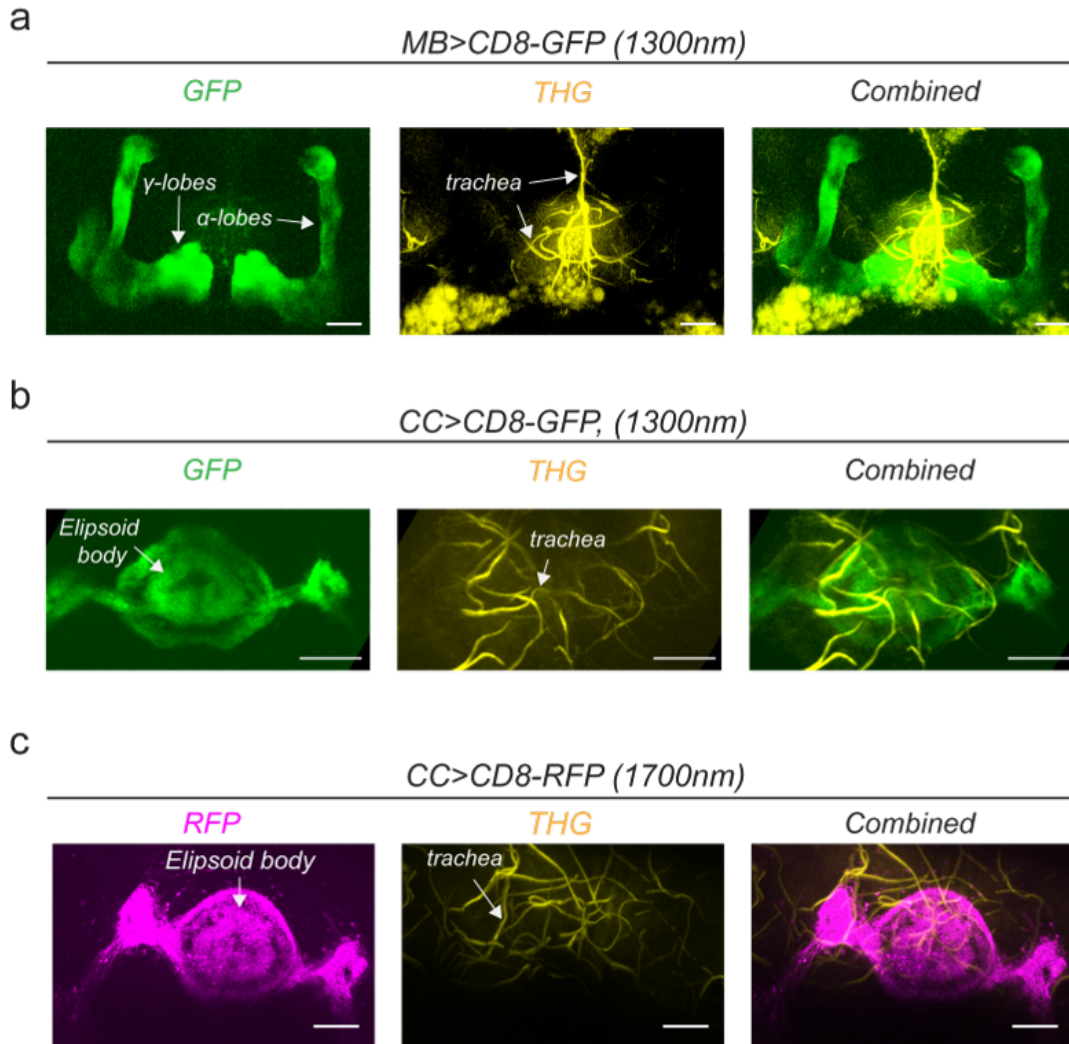 a
MB>CD8-GFP (1300nm)
GFP
THG
Combined
γ-lobes
α-lobes
trachea
b
CC>CD8-GFP, (1300nm)
GFP
THG
Combined
Elipsoid
body
trachea
c
CC>CD8-RFP (1700nm)
RFP
THG
Combined
Elipsoid body
trachea